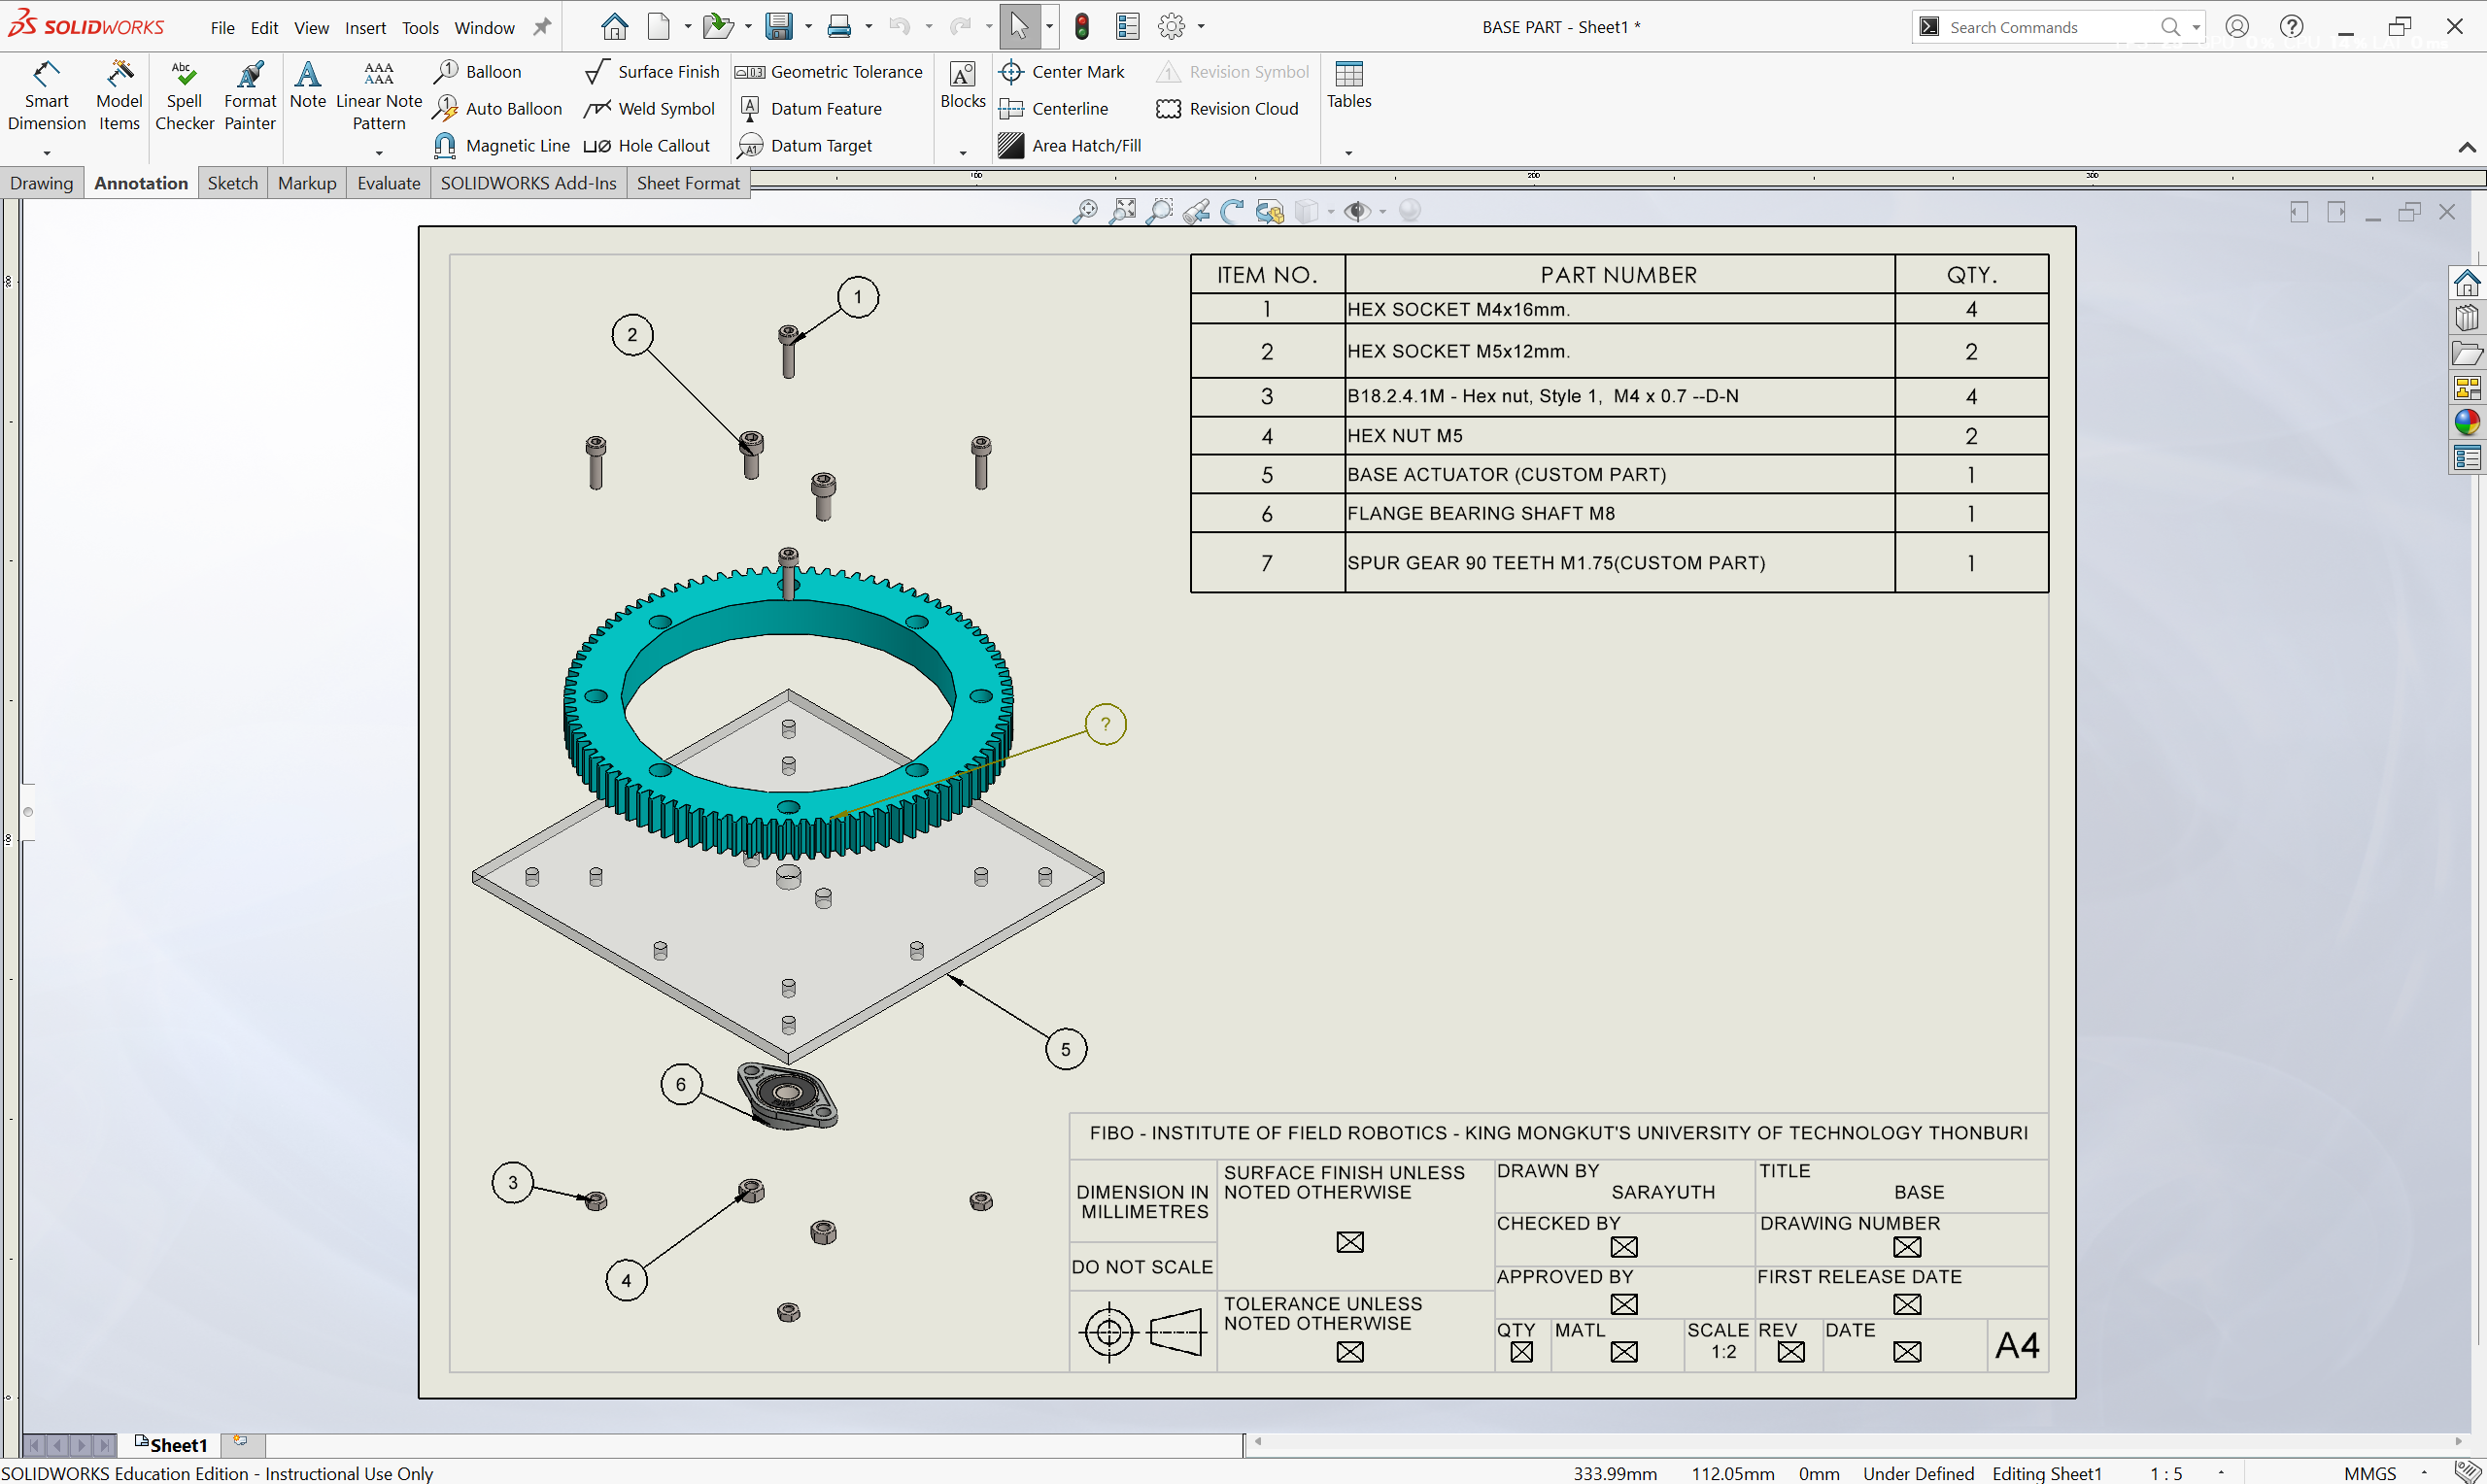 SOLIDWORKS
File Edit View Insert Tools Window
BASE PART - Sheet1 *
Search Commands
Smart Dimension
Model Items
Spell Checker
Format Painter
Note
Linear Note Pattern
Balloon
Auto Balloon
Magnetic Line
Surface Finish
Weld Symbol
Hole Callout
Geometric Tolerance
Datum Feature
Datum Target
Blocks
Center Mark
Centerline
Area Hatch/Fill
Revision Symbol
Revision Cloud
Tables
Drawing Annotation Sketch Markup Evaluate SOLIDWORKS Add-Ins Sheet Format
100 200 300
ITEM NO. PART NUMBER QTY.
1 HEX SOCKET M4x16mm. 4
2 HEX SOCKET M5x12mm. 2
3 B18.2.4.1M - Hex nut, Style 1, M4 x 0.7 --D-N 4
4 HEX NUT M5 2
5 BASE ACTUATOR (CUSTOM PART) 1
6 FLANGE BEARING SHAFT M8 1
7 SPUR GEAR 90 TEETH M1.75(CUSTOM PART) 1
1
2
?
5
6
3
4
FIBO - INSTITUTE OF FIELD ROBOTICS - KING MONGKUT'S UNIVERSITY OF TECHNOLOGY THONBURI
DIMENSION IN
MILLIMETRES
DO NOT SCALE
SURFACE FINISH UNLESS
NOTED OTHERWISE
TOLERANCE UNLESS
NOTED OTHERWISE
DRAWN BY
SARAYUTH
TITLE
BASE
CHECKED BY
DRAWING NUMBER
APPROVED BY
FIRST RELEASE DATE
QTY MATL SCALE REV DATE
1:2
A4
Sheet1
SOLIDWORKS Education Edition - Instructional Use Only
333.99mm 112.05mm 0mm Under Defined Editing Sheet1 1 : 5 MMGS